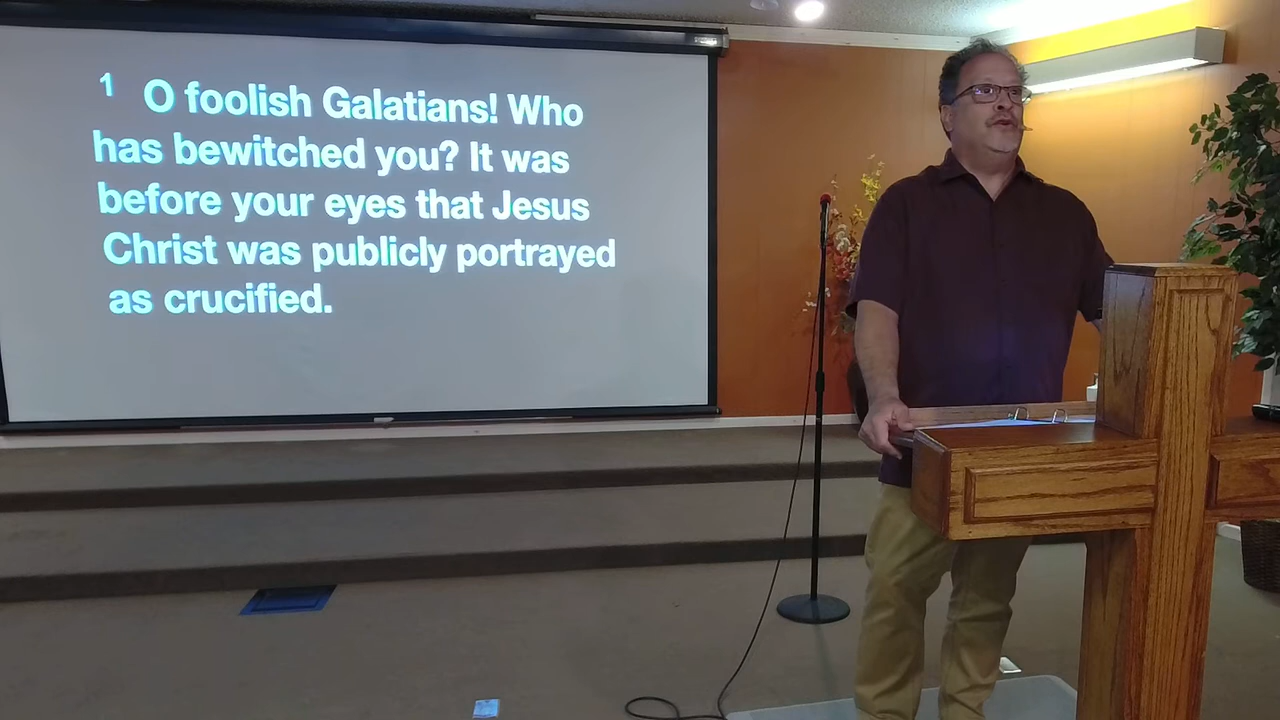 1 O foolish Galatians! Who
has bewitched you? It was
before your eyes that Jesus
Christ was publicly portrayed
as crucified.